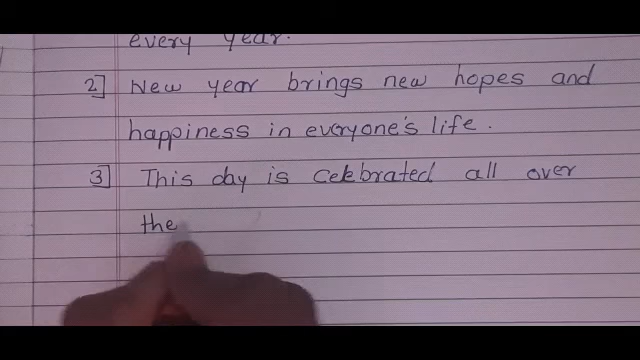 every year.
2] New year brings new hopes and
happiness in everyone's life.
3] This day is celebrated all over
the